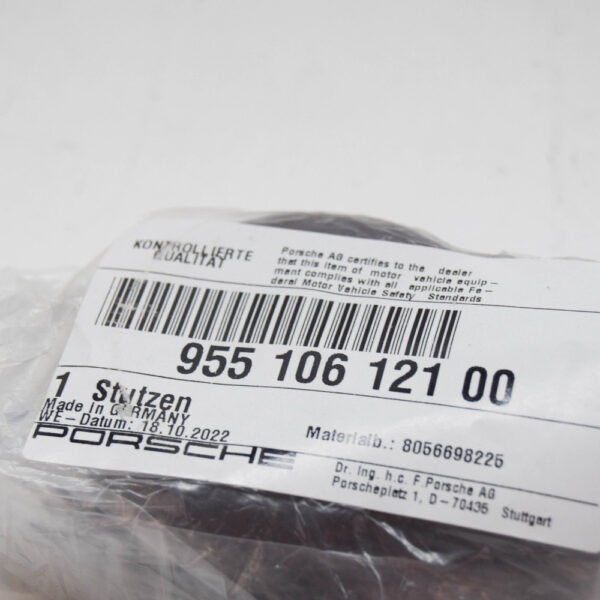 KONTROLLIERTE
QUALITÄT
Porsche AG certifies to the dealer
that this item of motor vehicle equip-
ment complies with all applicable Fe-
deral Motor Vehicle Safety Standards
955 106 121 00
1 Stutzen
Made in GERMANY
WE-Datum: 18.10.2022
Materialb.: 8056698225
PORSCHE
Dr. Ing. h.c. F.Porsche AG
Porscheplatz 1, D-70435 Stuttgart